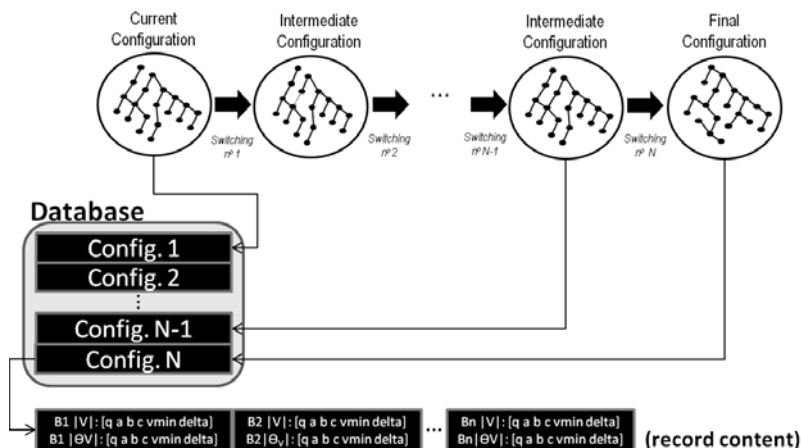 Current Configuration
Intermediate Configuration
Intermediate Configuration
Final Configuration
...
Switching nº 1
Switching nº 2
Switching nº N-1
Switching nº N
Database
Config. 1
Config. 2
Config. N-1
Config. N
B1 |V|: [q a b c vmin delta]
B1 |ΘV|: [q a b c vmin delta]
B2 |V|: [q a b c vmin delta]
B2|Θᵥ|: [q a b c vmin delta]
...
Bn |V|: [q a b c vmin delta]
Bn|ΘV|: [q a b c vmin delta]
(record content)